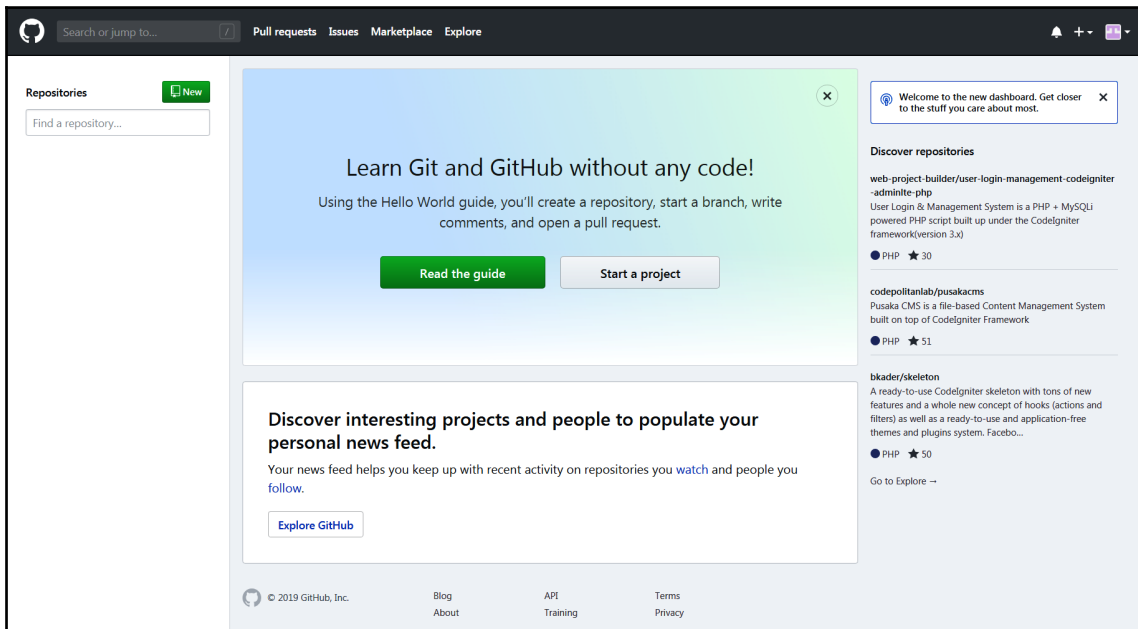 Search or jump to... /
Pull requests Issues Marketplace Explore
Repositories
New
Find a repository...
Learn Git and GitHub without any code!
Using the Hello World guide, you’ll create a repository, start a branch, write
comments, and open a pull request.
Read the guide
Start a project
Discover interesting projects and people to populate your
personal news feed.
Your news feed helps you keep up with recent activity on repositories you watch and people you
follow.
Explore GitHub
Welcome to the new dashboard. Get closer
to the stuff you care about most.
Discover repositories
web-project-builder/user-login-management-codeigniter
-adminlte-php
User Login & Management System is a PHP + MySQLi
powered PHP script built up under the CodeIgniter
framework(version 3.x)
PHP ★ 30
codepolitanlab/pusakacms
Pusaka CMS is a file-based Content Management System
built on top of CodeIgniter Framework
PHP ★ 51
bkader/skeleton
A ready-to-use CodeIgniter skeleton with tons of new
features and a whole new concept of hooks (actions and
filters) as well as a ready-to-use and application-free
themes and plugins system. Facebo...
PHP ★ 50
Go to Explore →
© 2019 GitHub, Inc.
Blog
About
API
Training
Terms
Privacy